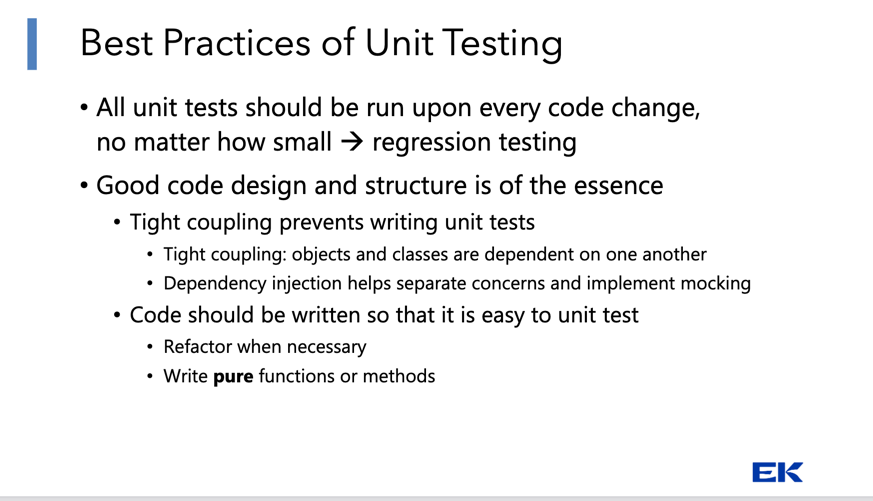 Best Practices of Unit Testing
• All unit tests should be run upon every code change,
no matter how small → regression testing
• Good code design and structure is of the essence
• Tight coupling prevents writing unit tests
• Tight coupling: objects and classes are dependent on one another
• Dependency injection helps separate concerns and implement mocking
• Code should be written so that it is easy to unit test
• Refactor when necessary
• Write pure functions or methods
EK